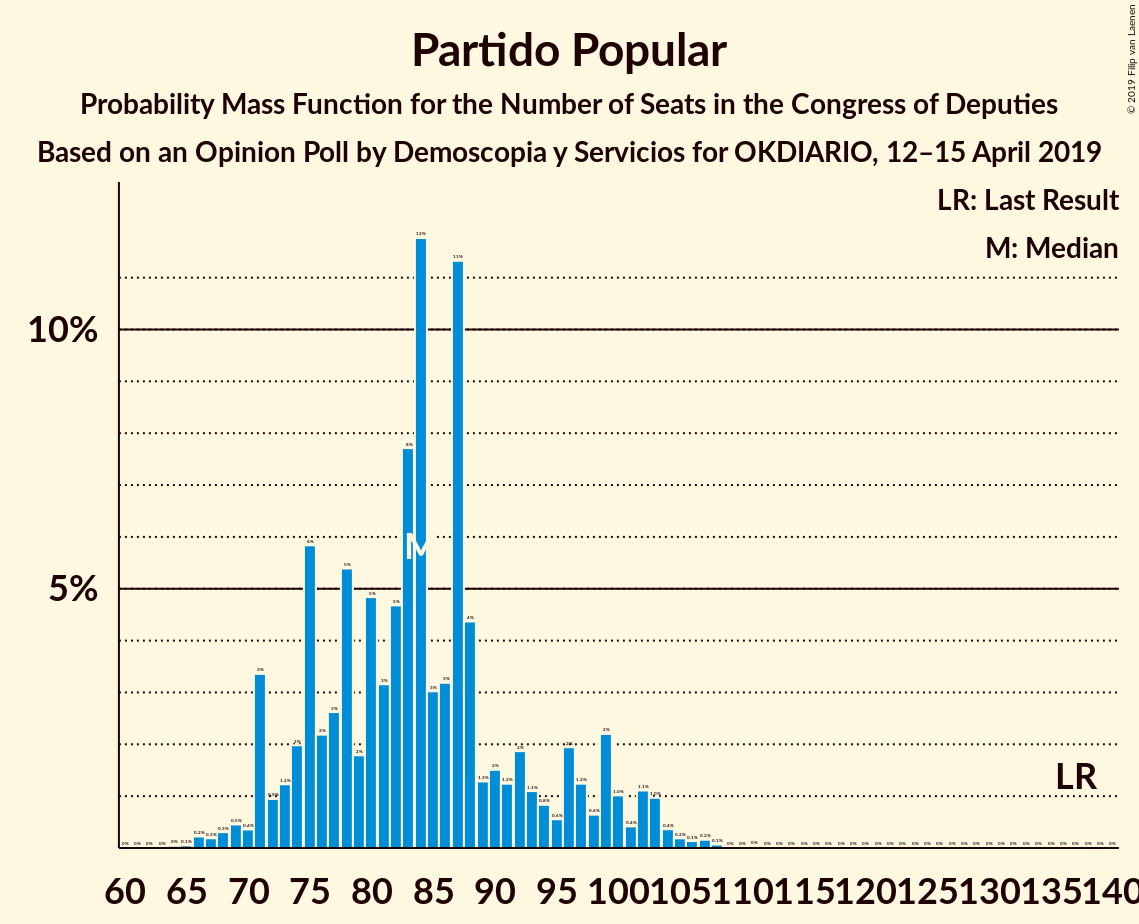 Partido Popular
Probability Mass Function for the Number of Seats in the Congress of Deputies
Based on an Opinion Poll by Demoscopia y Servicios for OKDIARIO, 12–15 April 2019
© 2019 Filip van Laenen
LR: Last Result
M: Median
10%
5%
M
LR
60 65 70 75 80 85 90 95 100 105 110 115 120 125 130 135 140